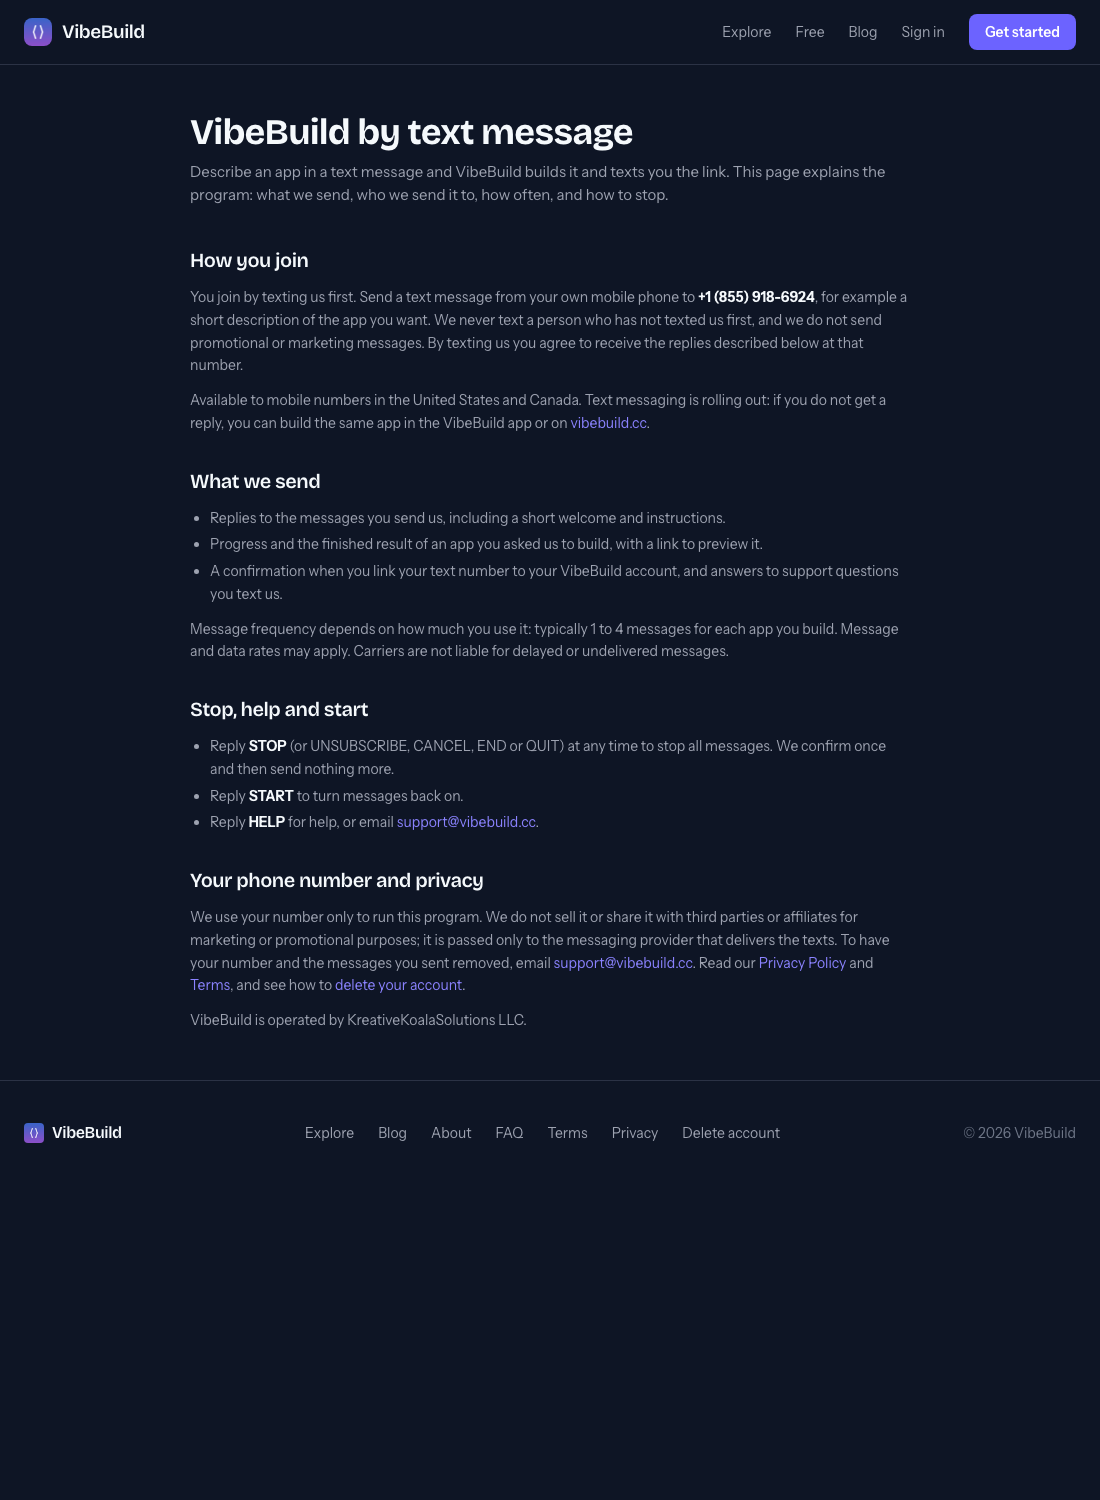 VibeBuild
Explore
Free
Blog
Sign in
Get started
VibeBuild by text message
Describe an app in a text message and VibeBuild builds it and texts you the link. This page explains the
program: what we send, who we send it to, how often, and how to stop.
How you join
You join by texting us first. Send a text message from your own mobile phone to +1 (855) 918-6924, for example a
short description of the app you want. We never text a person who has not texted us first, and we do not send
promotional or marketing messages. By texting us you agree to receive the replies described below at that
number.
Available to mobile numbers in the United States and Canada. Text messaging is rolling out: if you do not get a
reply, you can build the same app in the VibeBuild app or on vibebuild.cc.
What we send
Replies to the messages you send us, including a short welcome and instructions.
Progress and the finished result of an app you asked us to build, with a link to preview it.
A confirmation when you link your text number to your VibeBuild account, and answers to support questions
you text us.
Message frequency depends on how much you use it: typically 1 to 4 messages for each app you build. Message
and data rates may apply. Carriers are not liable for delayed or undelivered messages.
Stop, help and start
Reply STOP (or UNSUBSCRIBE, CANCEL, END or QUIT) at any time to stop all messages. We confirm once
and then send nothing more.
Reply START to turn messages back on.
Reply HELP for help, or email support@vibebuild.cc.
Your phone number and privacy
We use your number only to run this program. We do not sell it or share it with third parties or affiliates for
marketing or promotional purposes; it is passed only to the messaging provider that delivers the texts. To have
your number and the messages you sent removed, email support@vibebuild.cc. Read our Privacy Policy and
Terms, and see how to delete your account.
VibeBuild is operated by KreativeKoalaSolutions LLC.
VibeBuild
Explore
Blog
About
FAQ
Terms
Privacy
Delete account
© 2026 VibeBuild